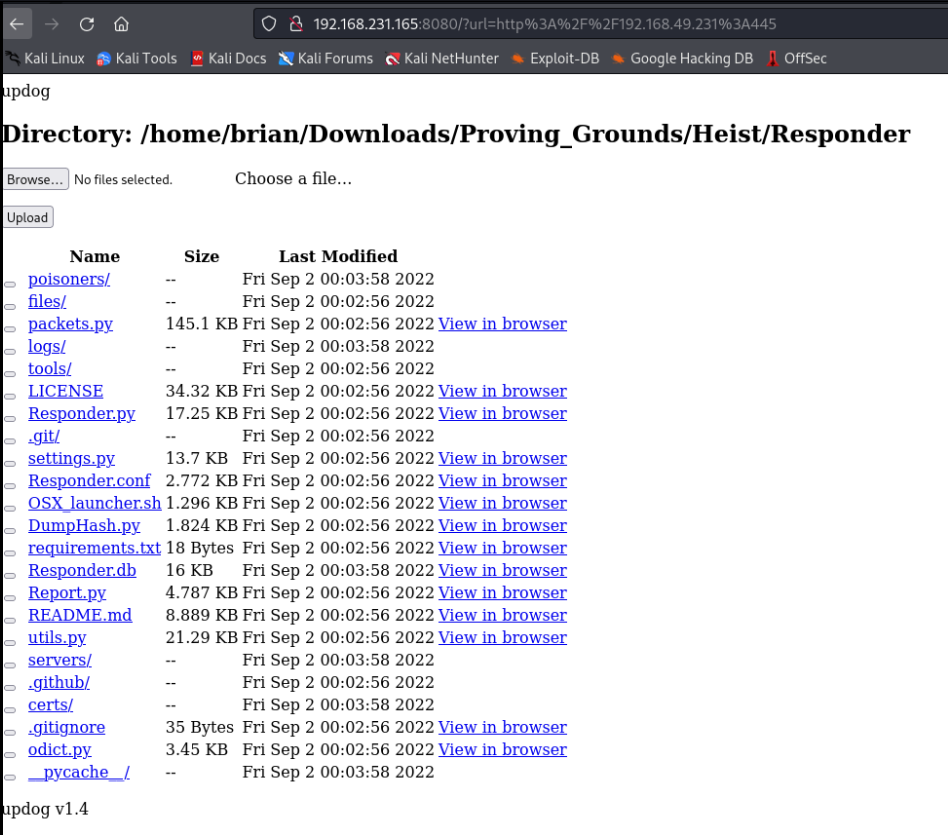 192.168.231.165:8080/?url=http%3A%2F%2F192.168.49.231%3A445
Kali Linux Kali Tools Kali Docs Kali Forums Kali NetHunter Exploit-DB Google Hacking DB OffSec
updog
Directory: /home/brian/Downloads/Proving_Grounds/Heist/Responder
Browse... No files selected. Choose a file...
Upload
Name Size Last Modified
poisoners/ -- Fri Sep 2 00:03:58 2022
files/ -- Fri Sep 2 00:02:56 2022
packets.py 145.1 KB Fri Sep 2 00:02:56 2022 View in browser
logs/ -- Fri Sep 2 00:03:58 2022
tools/ -- Fri Sep 2 00:02:56 2022
LICENSE 34.32 KB Fri Sep 2 00:02:56 2022 View in browser
Responder.py 17.25 KB Fri Sep 2 00:02:56 2022 View in browser
.git/ -- Fri Sep 2 00:02:56 2022
settings.py 13.7 KB Fri Sep 2 00:02:56 2022 View in browser
Responder.conf 2.772 KB Fri Sep 2 00:02:56 2022 View in browser
OSX_launcher.sh 1.296 KB Fri Sep 2 00:02:56 2022 View in browser
DumpHash.py 1.824 KB Fri Sep 2 00:02:56 2022 View in browser
requirements.txt 18 Bytes Fri Sep 2 00:02:56 2022 View in browser
Responder.db 16 KB Fri Sep 2 00:03:58 2022 View in browser
Report.py 4.787 KB Fri Sep 2 00:02:56 2022 View in browser
README.md 8.889 KB Fri Sep 2 00:02:56 2022 View in browser
utils.py 21.29 KB Fri Sep 2 00:02:56 2022 View in browser
servers/ -- Fri Sep 2 00:03:58 2022
.github/ -- Fri Sep 2 00:02:56 2022
certs/ -- Fri Sep 2 00:02:56 2022
.gitignore 35 Bytes Fri Sep 2 00:02:56 2022 View in browser
odict.py 3.45 KB Fri Sep 2 00:02:56 2022 View in browser
__pycache__/ -- Fri Sep 2 00:03:58 2022
updog v1.4